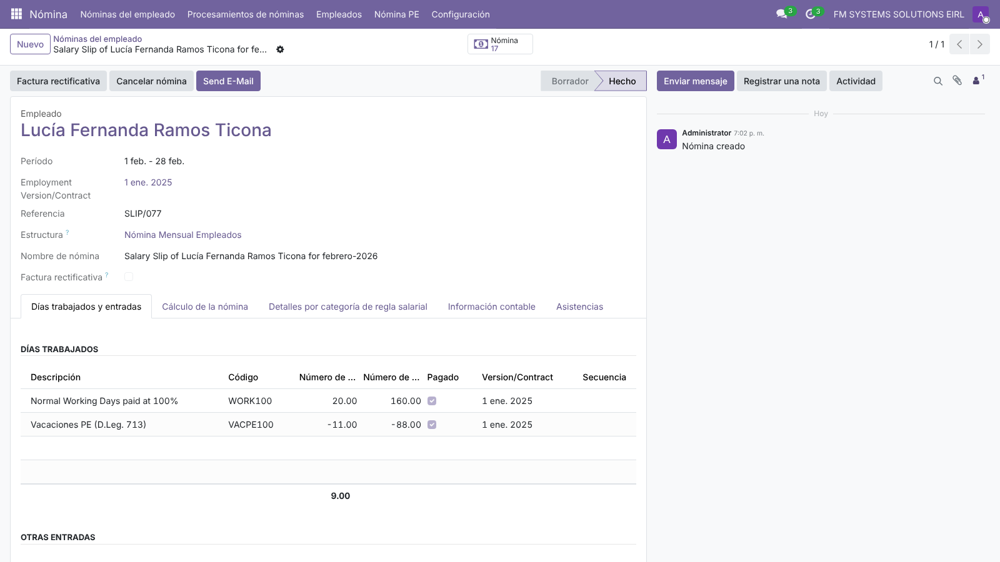 Nómina Nóminas del empleado Procesamientos de nóminas Empleados Nómina PE Configuración 3 3 FM SYSTEMS SOLUTIONS EIRL A
Nuevo
Nóminas del empleado
Salary Slip of Lucía Fernanda Ramos Ticona for fe...
Nómina
17
1 / 1
Factura rectificativa Cancelar nómina Send E-Mail Borrador Hecho
Enviar mensaje Registrar una nota Actividad 1
Hoy
A
Administrator 7:02 p. m.
Nómina creado
Empleado
Lucía Fernanda Ramos Ticona
Período 1 feb. - 28 feb.
Employment
Version/Contract 1 ene. 2025
Referencia SLIP/077
Estructura ? Nómina Mensual Empleados
Nombre de nómina Salary Slip of Lucía Fernanda Ramos Ticona for febrero-2026
Factura rectificativa ?
Días trabajados y entradas Cálculo de la nómina Detalles por categoría de regla salarial Información contable Asistencias
DÍAS TRABAJADOS
Descripción Código Número de ... Número de ... Pagado Version/Contract Secuencia
Normal Working Days paid at 100% WORK100 20.00 160.00 1 ene. 2025
Vacaciones PE (D.Leg. 713) VACPE100 -11.00 -88.00 1 ene. 2025
9.00
OTRAS ENTRADAS